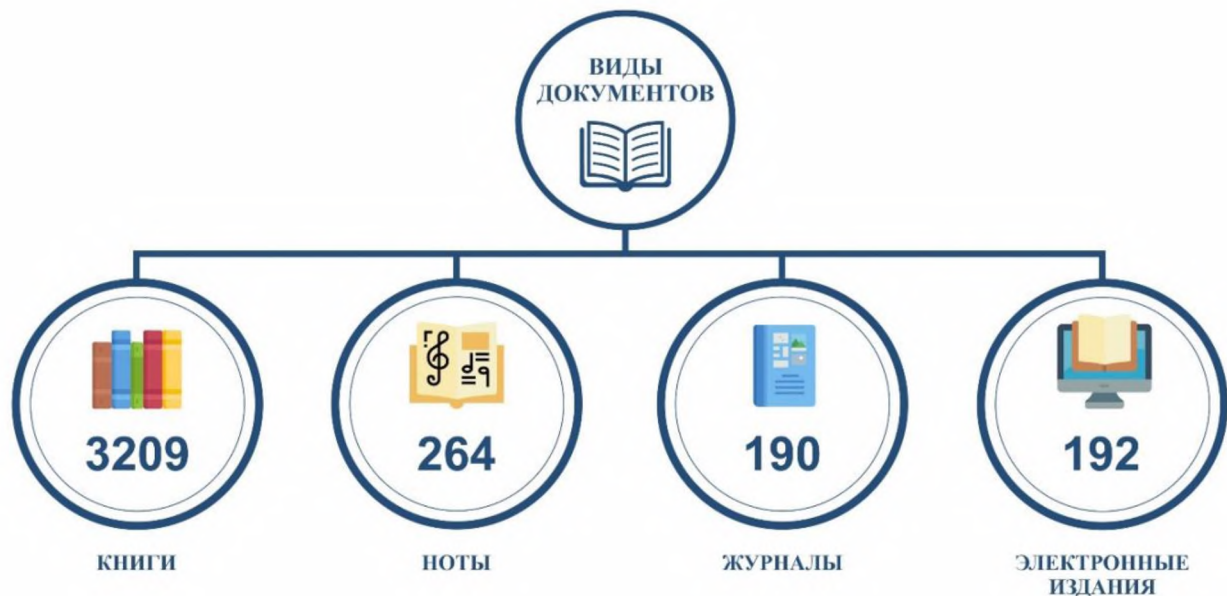 ВИДЫ
ДОКУМЕНТОВ
3209
264
190
192
КНИГИ
НОТЫ
ЖУРНАЛЫ
ЭЛЕКТРОННЫЕ
ИЗДАНИЯ